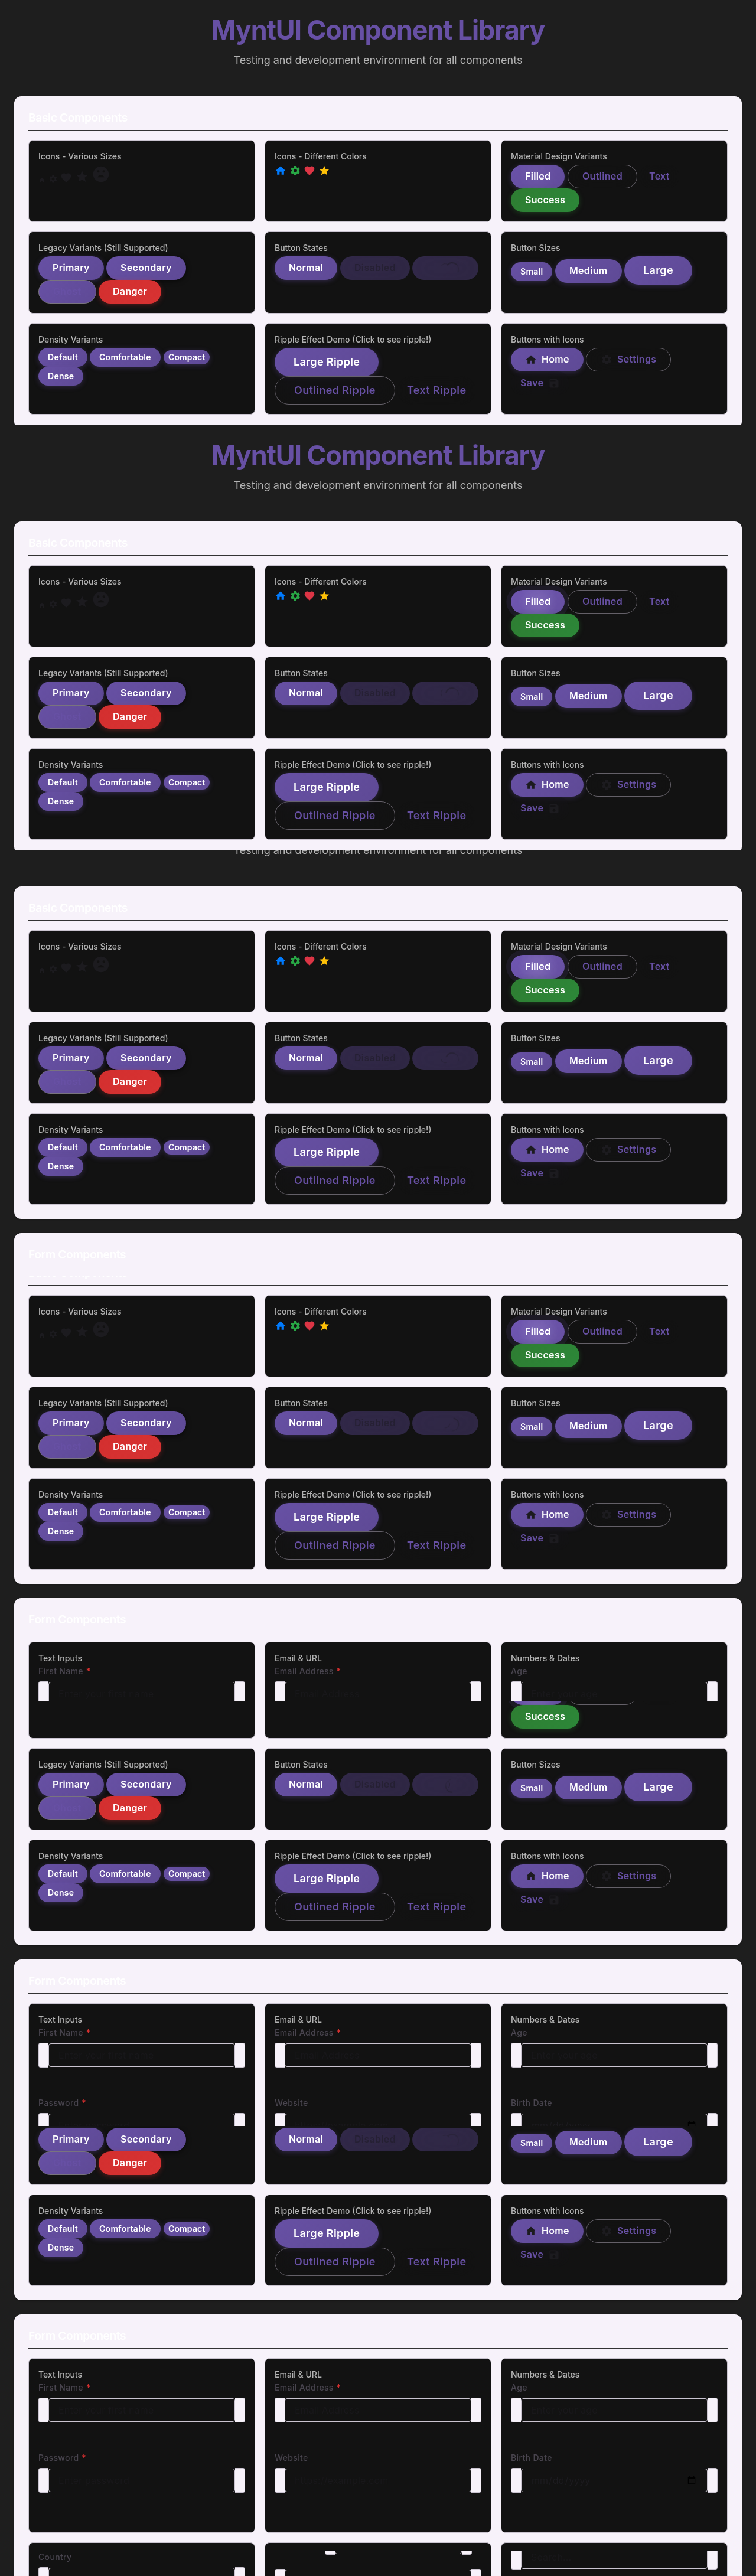 MyntUI Component Library
Testing and development environment for all components
Basic Components
Icons - Various Sizes
Icons - Different Colors
Material Design Variants
Filled
Outlined
Text
Success
Legacy Variants (Still Supported)
Button States
Button Sizes
Primary
Secondary
Normal
Disabled
Small
Medium
Large
Danger
Density Variants
Ripple Effect Demo (Click to see ripple!)
Buttons with Icons
Default
Comfortable
Compact
Large Ripple
Home
Settings
Dense
Outlined Ripple
Text Ripple
Save
MyntUI Component Library
Testing and development environment for all components
Basic Components
Icons - Various Sizes
Icons - Different Colors
Material Design Variants
Filled
Outlined
Text
Success
Legacy Variants (Still Supported)
Button States
Button Sizes
Primary
Secondary
Normal
Disabled
Small
Medium
Large
Danger
Density Variants
Ripple Effect Demo (Click to see ripple!)
Buttons with Icons
Default
Comfortable
Compact
Large Ripple
Home
Settings
Dense
Outlined Ripple
Text Ripple
Save
Testing and development environment for all components
Basic Components
Icons - Various Sizes
Icons - Different Colors
Material Design Variants
Filled
Outlined
Text
Success
Legacy Variants (Still Supported)
Button States
Button Sizes
Primary
Secondary
Normal
Disabled
Small
Medium
Large
Danger
Density Variants
Ripple Effect Demo (Click to see ripple!)
Buttons with Icons
Default
Comfortable
Compact
Large Ripple
Home
Settings
Dense
Outlined Ripple
Text Ripple
Save
Form Components
Icons - Various Sizes
Icons - Different Colors
Material Design Variants
Filled
Outlined
Text
Success
Legacy Variants (Still Supported)
Button States
Button Sizes
Primary
Secondary
Normal
Disabled
Small
Medium
Large
Danger
Density Variants
Ripple Effect Demo (Click to see ripple!)
Buttons with Icons
Default
Comfortable
Compact
Large Ripple
Home
Settings
Dense
Outlined Ripple
Text Ripple
Save
Form Components
Text Inputs
Email & URL
Numbers & Dates
First Name *
Email Address *
Age
Success
Legacy Variants (Still Supported)
Button States
Button Sizes
Primary
Secondary
Normal
Disabled
Small
Medium
Large
Danger
Density Variants
Ripple Effect Demo (Click to see ripple!)
Buttons with Icons
Default
Comfortable
Compact
Large Ripple
Home
Settings
Dense
Outlined Ripple
Text Ripple
Save
Form Components
Text Inputs
Email & URL
Numbers & Dates
First Name *
Email Address *
Age
Password *
Website
Birth Date
Primary
Secondary
Normal
Disabled
Small
Medium
Large
Danger
Density Variants
Ripple Effect Demo (Click to see ripple!)
Buttons with Icons
Default
Comfortable
Compact
Large Ripple
Home
Settings
Dense
Outlined Ripple
Text Ripple
Save
Form Components
Text Inputs
Email & URL
Numbers & Dates
First Name *
Email Address *
Age
Password *
Website
Birth Date
Country